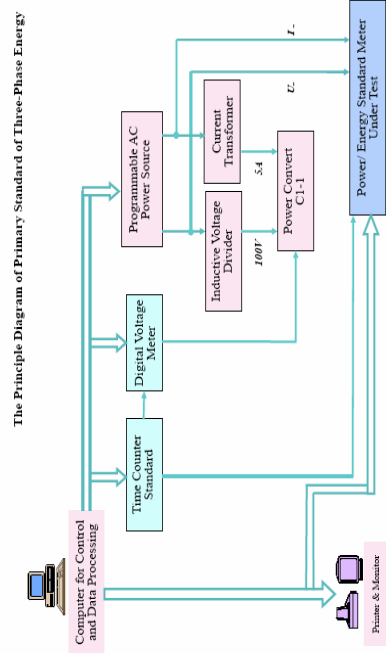 The Principle Diagram of Primary Standard of Three-Phase Energy
Computer for Control
and Data Processing
Time Counter
Standard
Digital Voltage
Meter
Programmable AC
Power Source
Inductive Voltage
Divider
Current
Transformer
100V
5A
Power Convert
C1-1
U.
I.
Power/ Energy Standard Meter
Under Test
Printer & Monitor